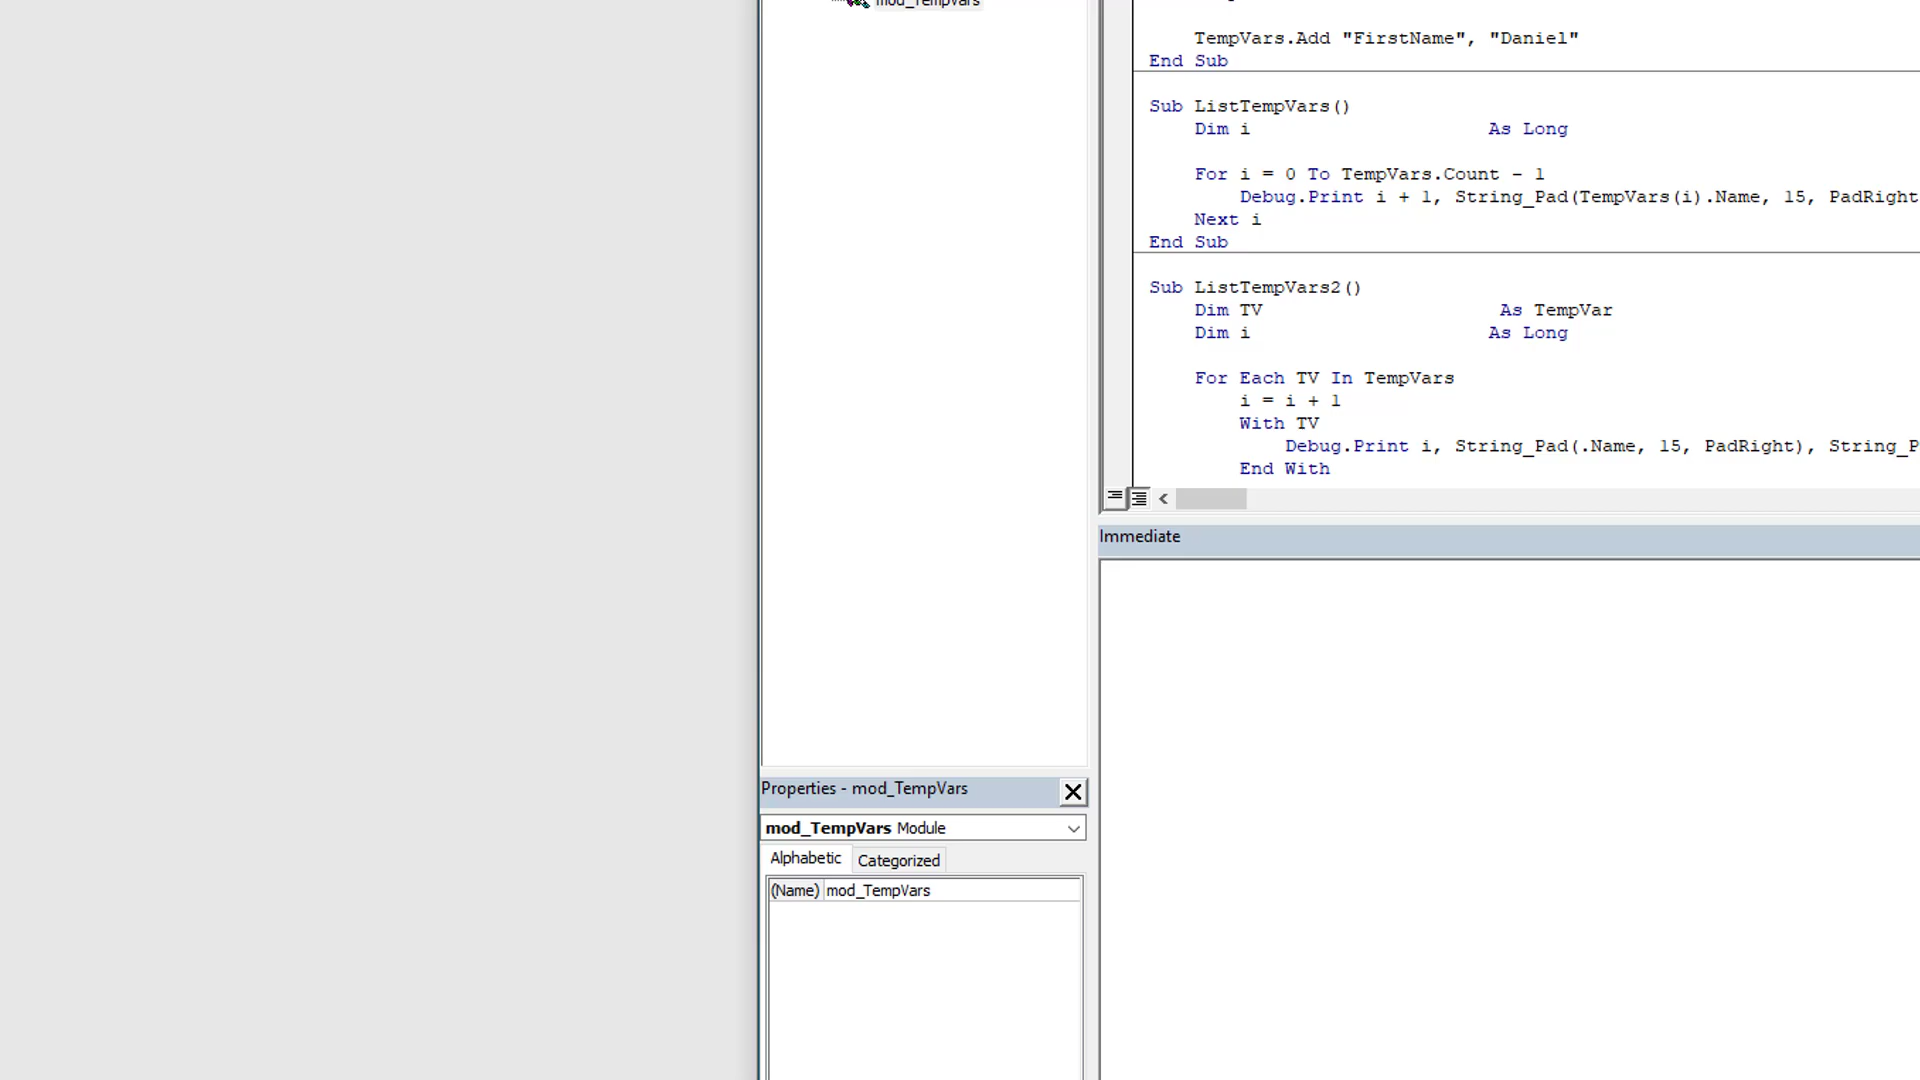 mod_TempVars
TempVars.Add "FirstName", "Daniel"
End Sub
Sub ListTempVars()
Dim i As Long
For i = 0 To TempVars.Count - 1
Debug.Print i + 1, String_Pad(TempVars(i).Name, 15, PadRight
Next i
End Sub
Sub ListTempVars2()
Dim TV As TempVar
Dim i As Long
For Each TV In TempVars
i = i + 1
With TV
Debug.Print i, String_Pad(.Name, 15, PadRight), String_P
End With
Immediate
Properties - mod_TempVars
mod_TempVars Module
Alphabetic
Categorized
(Name) mod_TempVars